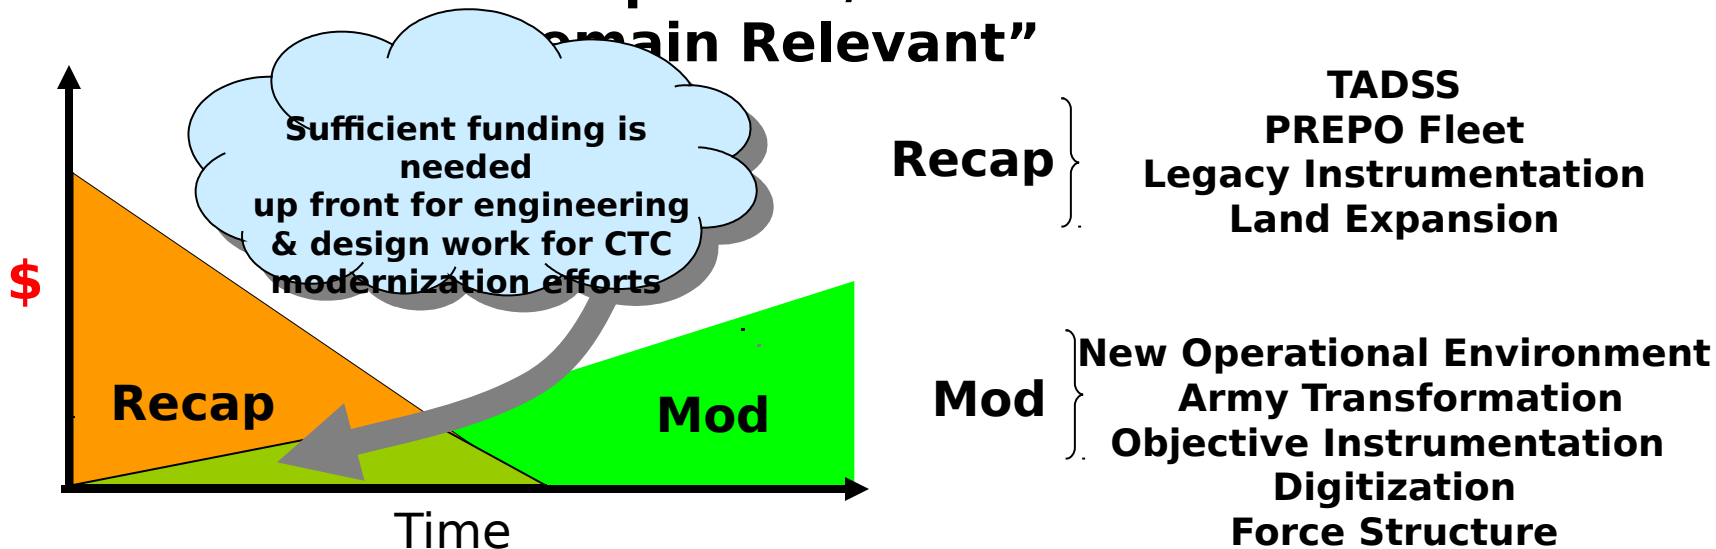 Relevant”
Sufficient funding is
needed
up front for engineering
& design work for CTC
modernization efforts
$
Recap
Mod
Time
Recap
TADSS
PREPO Fleet
Legacy Instrumentation
Land Expansion
Mod
New Operational Environment
Army Transformation
Objective Instrumentation
Digitization
Force Structure